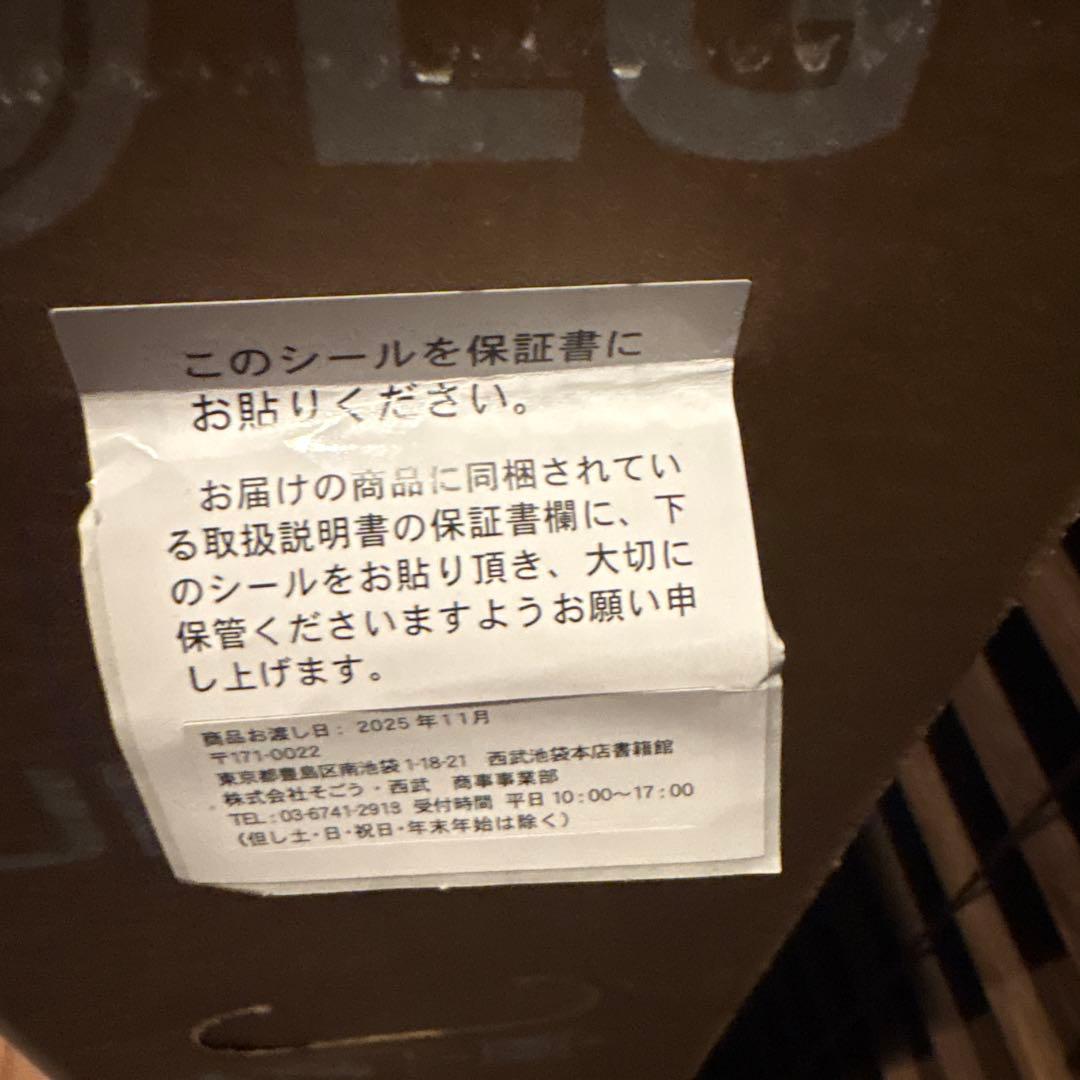 EG
このシールを保証書に
お貼りください。
お届けの商品に同梱されてい
る取扱説明書の保証書欄に、下
のシールをお貼り頂き、大切に
保管くださいますようお願い申
し上げます。
商品お渡し日： 2025年11月
〒171-0022
東京都豊島区南池袋1-18-21 西武池袋本店書籍館
株式会社そごう・西武 商事事業部
TEL：03-6741-2913 受付時間 平日10：00～17：00
（但し土・日・祝日・年末年始は除く）